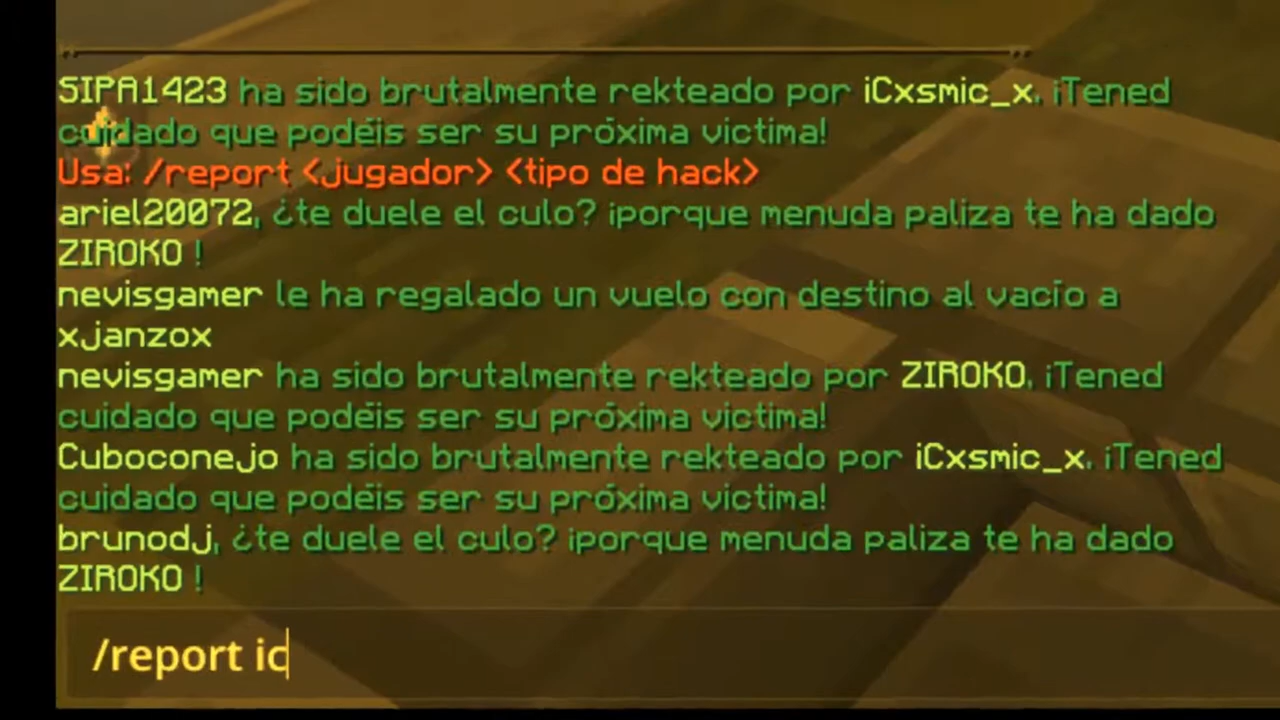 SIPA1423 ha sido brutalmente rekteado por iCxsmic_x, ¡Tened
cuidado que podéis ser su próxima victima!
Usa: /report <jugador> <tipo de hack>
ariel20072, ¿te duele el culo? ¡porque menuda paliza te ha dado
ZIROKO !
nevisgamer le ha regalado un vuelo con destino al vacío a
xjanzox
nevisgamer ha sido brutalmente rekteado por ZIROKO, ¡Tened
cuidado que podéis ser su próxima victima!
Cuboconejo ha sido brutalmente rekteado por iCxsmic_x, ¡Tened
cuidado que podéis ser su próxima victima!
brunodj, ¿te duele el culo? ¡porque menuda paliza te ha dado
ZIROKO !
/report ic